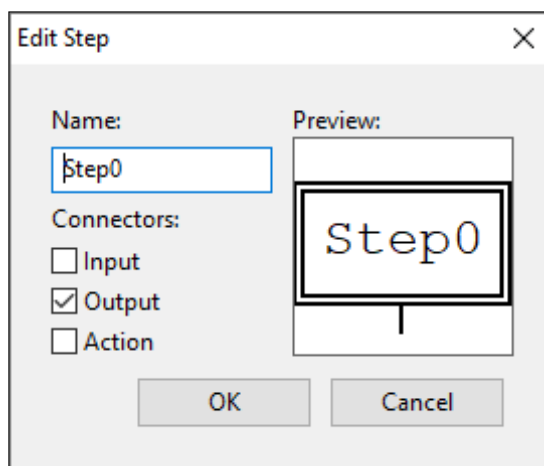 Edit Step
Name:
Step0
Connectors:
Input
Output
Action
Preview:
Step0
OK
Cancel